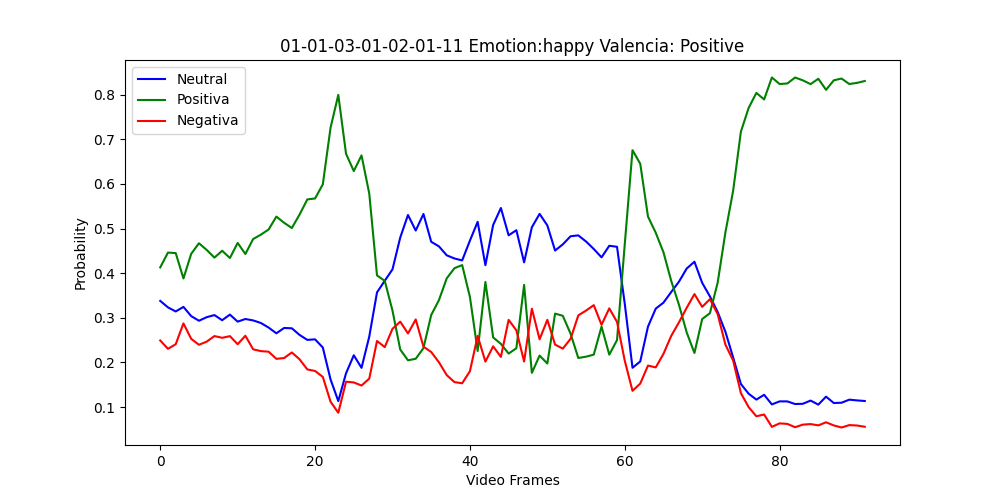 01-01-03-01-02-01-11 Emotion:happy Valencia: Positive
Neutral
Positiva
Negativa
0.8
0.7
0.6
0.5
0.4
0.3
0.2
0.1
Probability
0 20 40 60 80
Video Frames